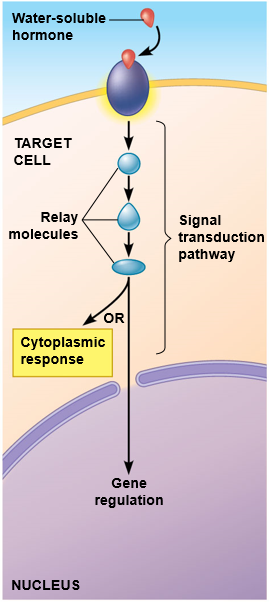 Water-soluble
hormone
TARGET
CELL
Relay
molecules
Signal
transduction
pathway
OR
Cytoplasmic
response
Gene
regulation
NUCLEUS